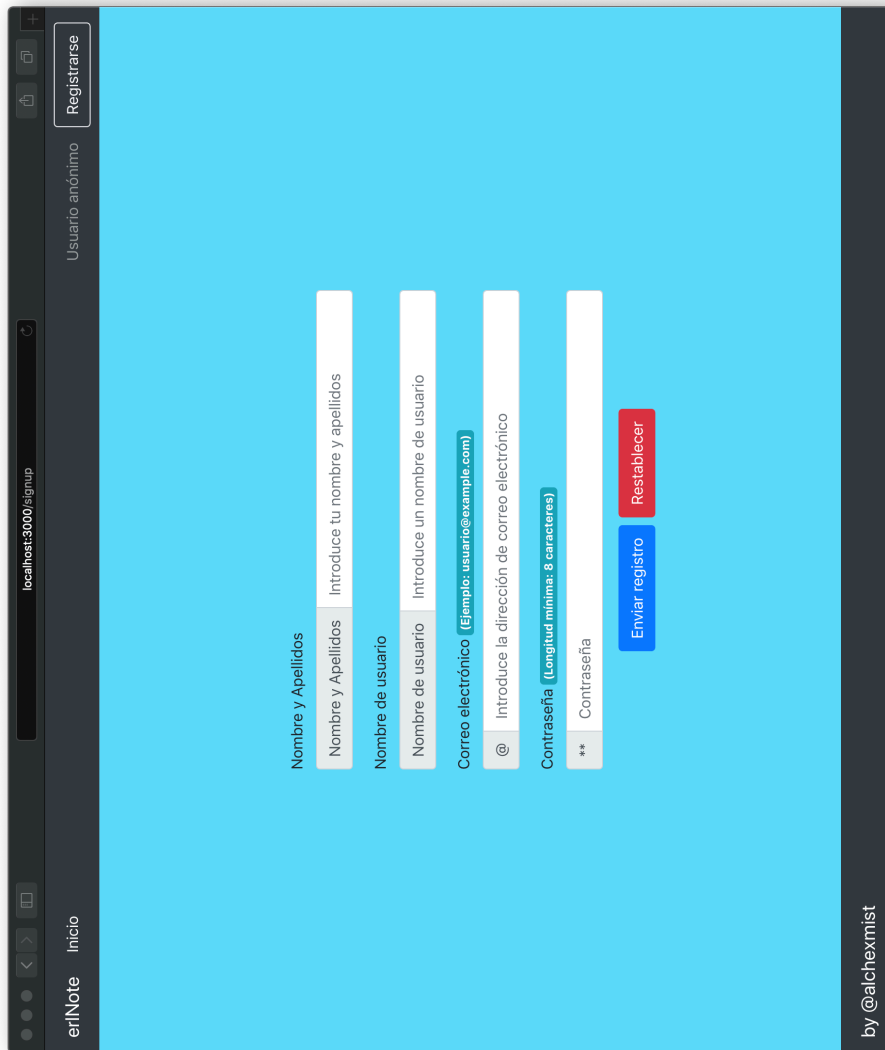 localhost:3000/signup
erlNote Inicio Usuario anónimo Registrarse
Nombre y Apellidos
Nombre y Apellidos Introduce tu nombre y apellidos
Nombre de usuario
Nombre de usuario Introduce un nombre de usuario
Correo electrónico (Ejemplo: usuario@example.com)
@ Introduce la dirección de correo electrónico
Contraseña (Longitud mínima: 8 caracteres)
** Contraseña
Enviar registro Restablecer
by @alchexmist